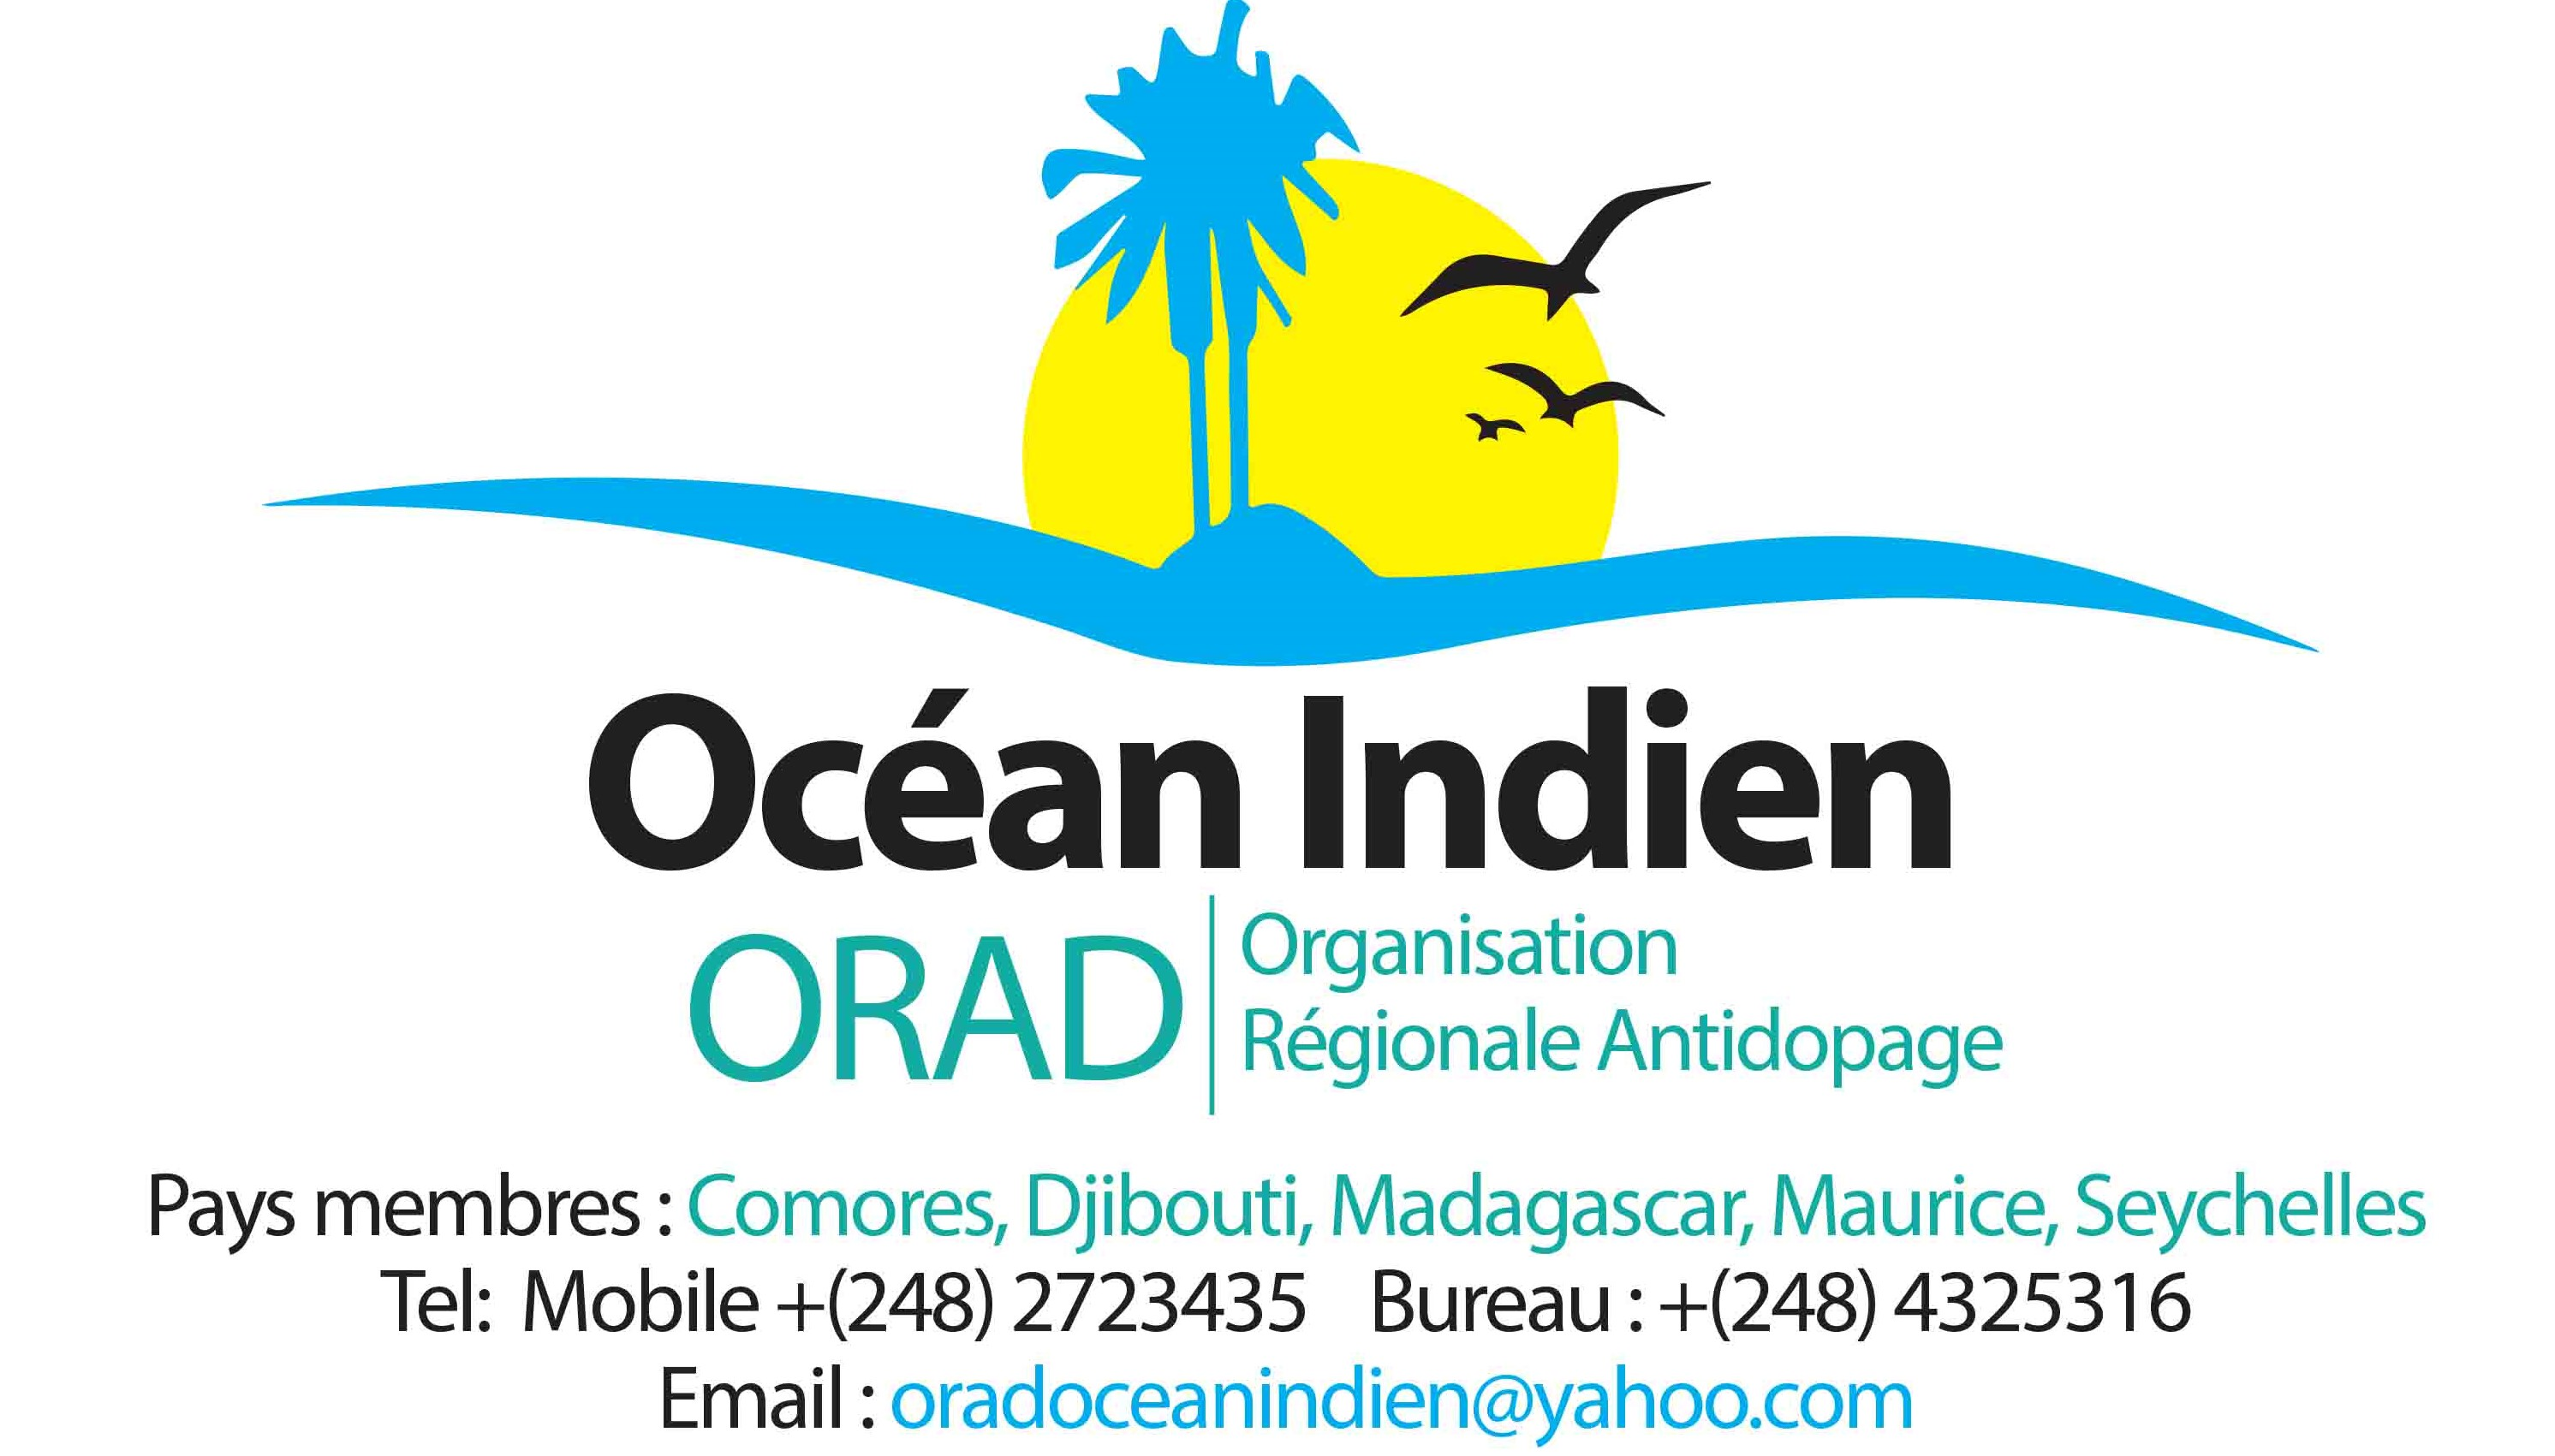 Océan Indien
ORAD
Organisation
Régionale Antidopage
Pays membres : Comores, Djibouti, Madagascar, Maurice, Seychelles
Tel: Mobile +(248) 2723435 Bureau : +(248) 4325316
Email : oradoceanindien@yahoo.com